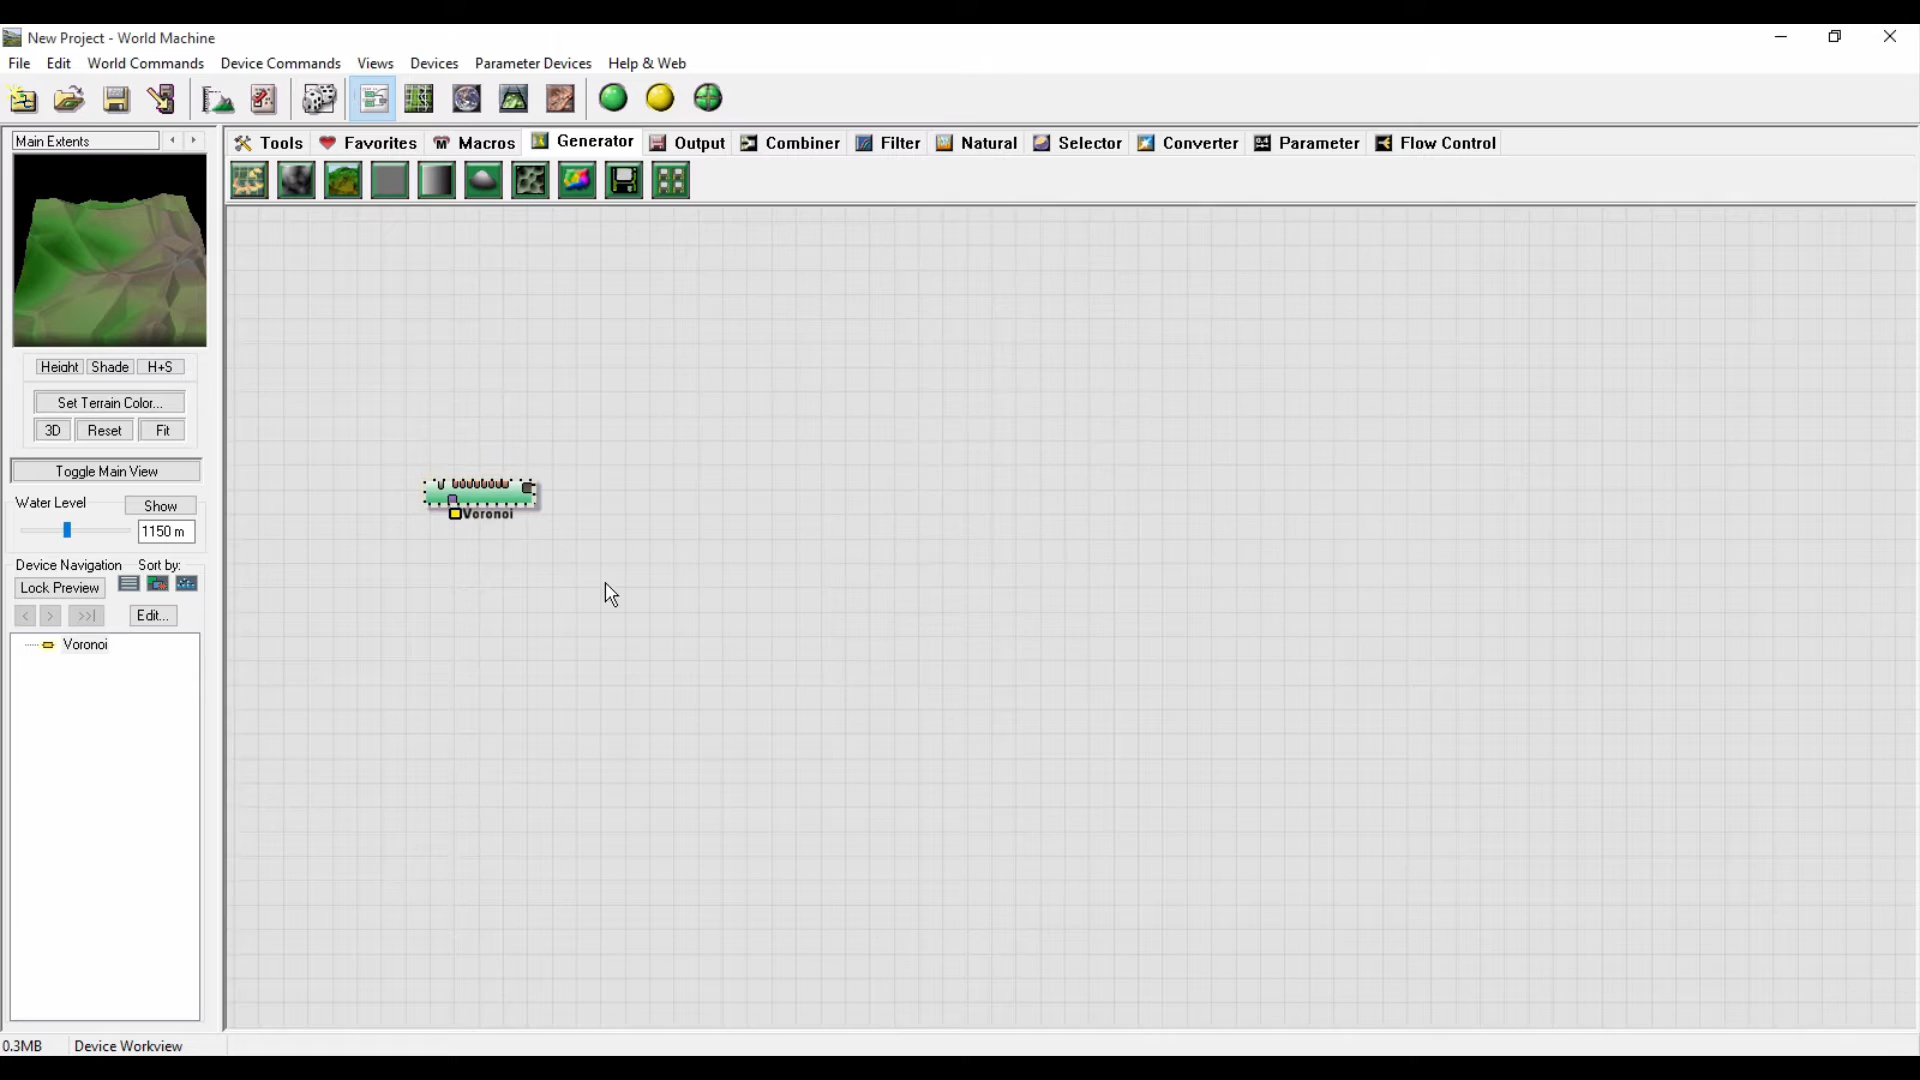 New Project - World Machine
File Edit World Commands Device Commands Views Devices Parameter Devices Help & Web
Main Extents
Tools Favorites Macros Generator Output Combiner Filter Natural Selector Converter Parameter Flow Control
Height Shade H+S
Set Terrain Color...
3D Reset Fit
Toggle Main View
Water Level Show
1150 m
Device Navigation Sort by:
Lock Preview
< > >>| Edit...
Voronoi
Voronoi
0.3MB Device Workview